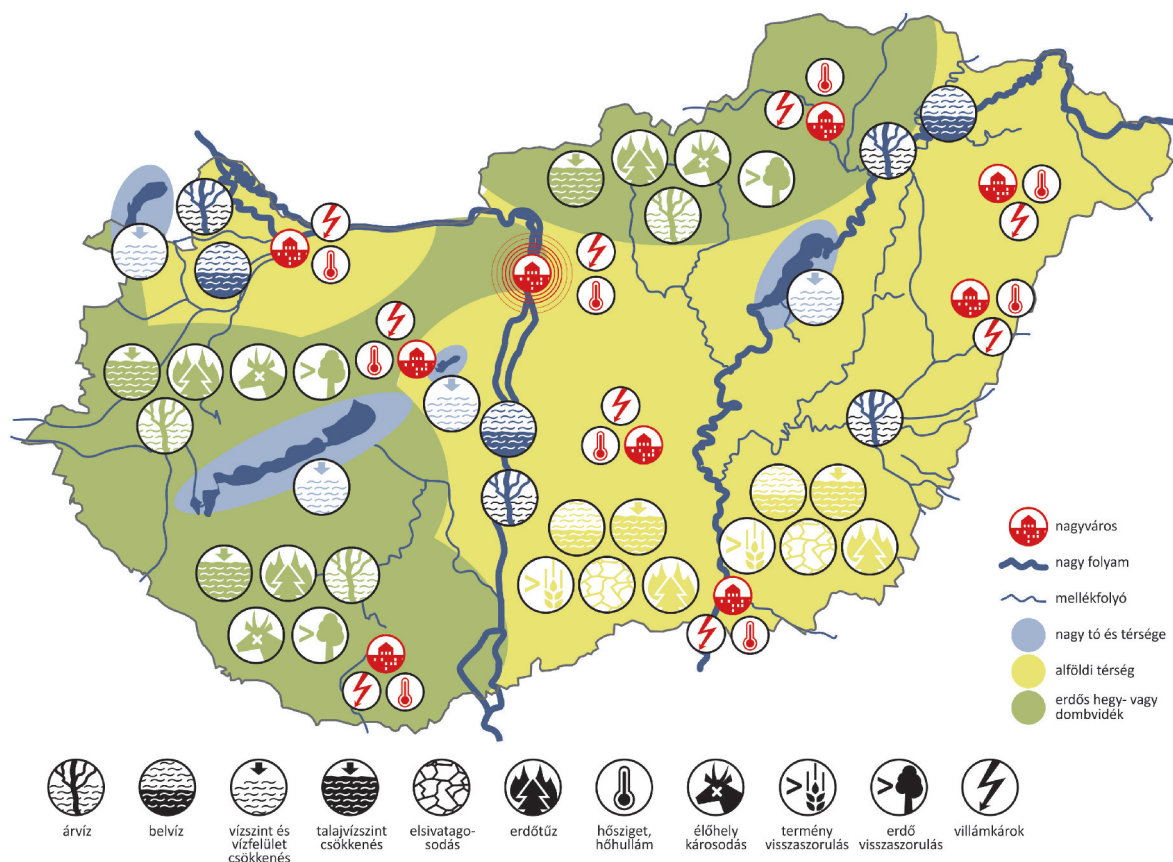 nagyváros
nagy folyam
mellékfolyó
nagy tó és térsége
alföldi térség
erdős hegy- vagy
dombvidék
árvíz
belvíz
vízszint és
vízfelület
csökkenés
talajvízszint
csökkenés
elsivatago-
sodás
erdőtűz
hősziget,
hőhullám
élőhely
károsodás
termény
visszaszorulás
erdő
visszaszorulás
villámkárok